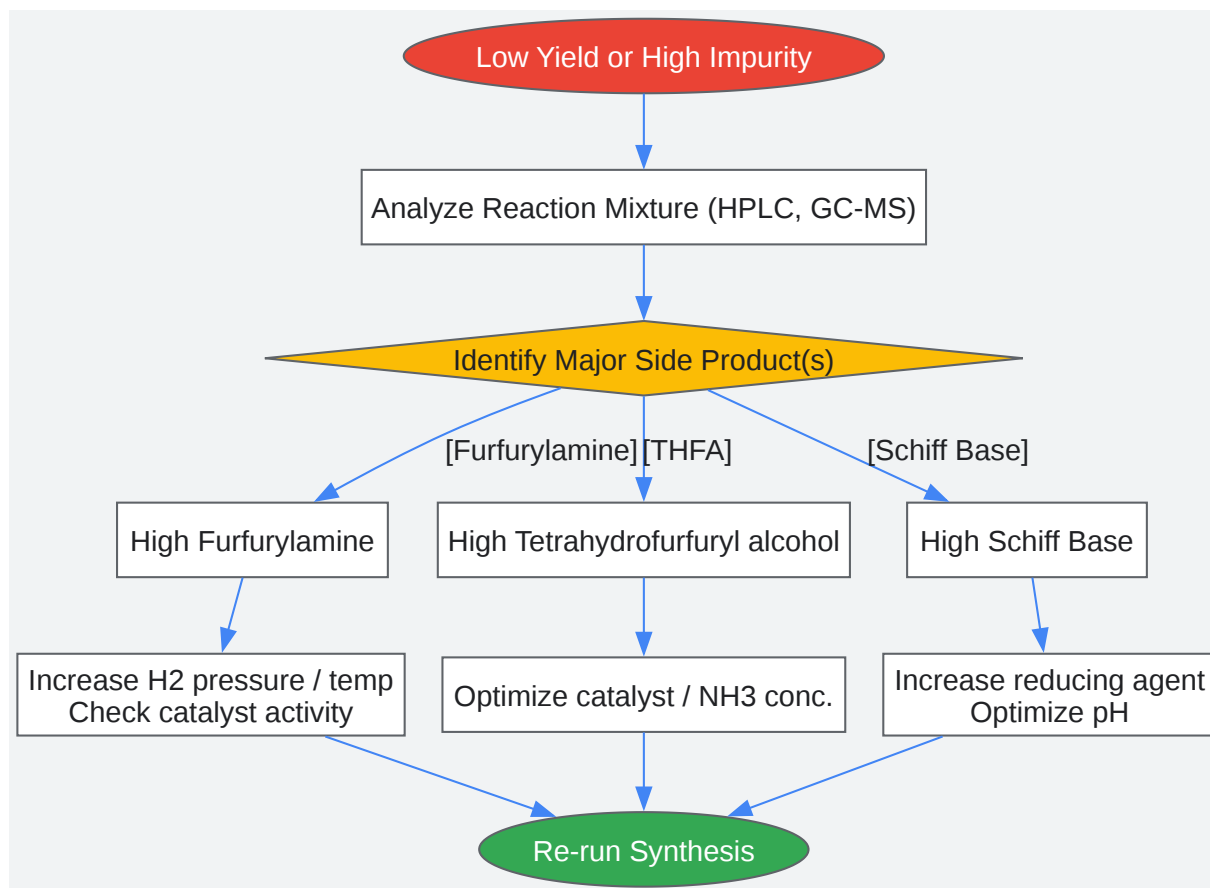 Low Yield or High Impurity
Analyze Reaction Mixture (HPLC, GC-MS)
Identify Major Side Product(s)
[Furfurylamine]
[THFA]
[Schiff Base]
High Furfurylamine
High Tetrahydrofurfuryl alcohol
High Schiff Base
Increase H2 pressure / temp
Check catalyst activity
Optimize catalyst / NH3 conc.
Increase reducing agent
Optimize pH
Re-run Synthesis